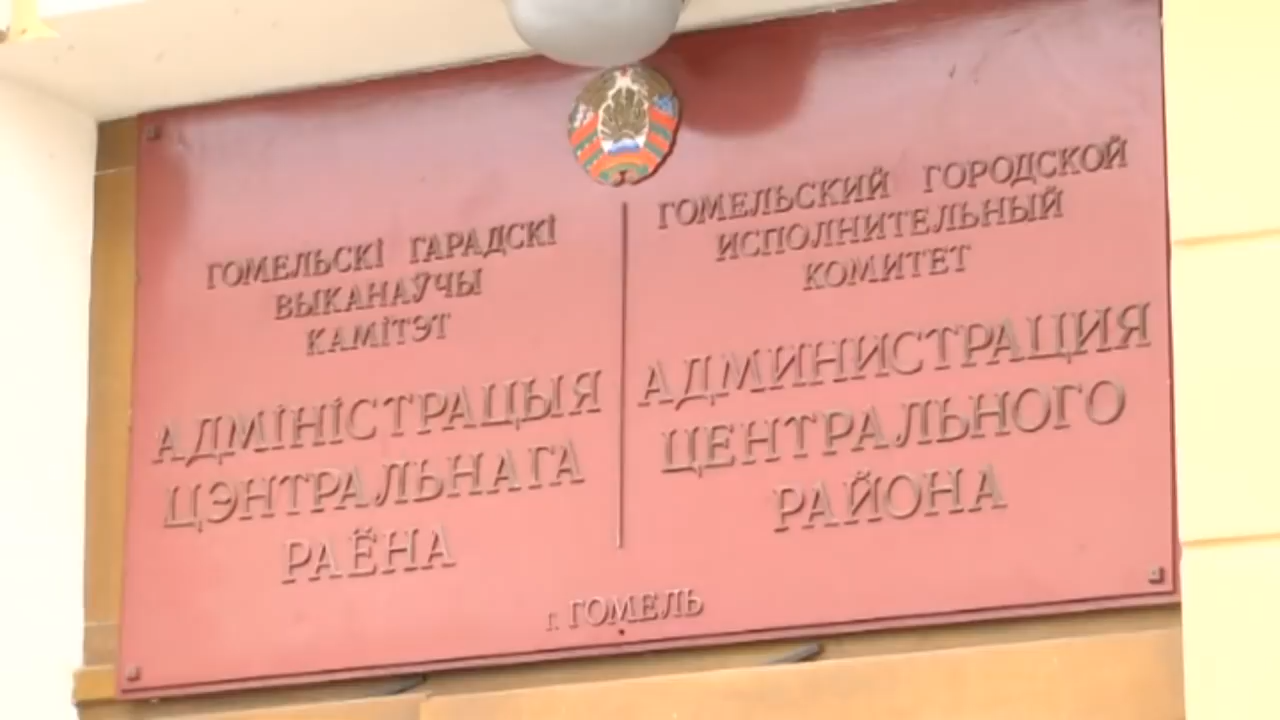 ГОМЕЛЬСКІ ГАРАДСКІ
ВЫКАНАЎЧЫ
КАМІТЭТ
АДМІНІСТРАЦЫЯ
ЦЭНТРАЛЬНАГА
РАЁНА
ГОМЕЛЬСКИЙ ГОРОДСКОЙ
ИСПОЛНИТЕЛЬНЫЙ
КОМИТЕТ
АДМИНИСТРАЦИЯ
ЦЕНТРАЛЬНОГО
РАЙОНА
г. ГОМЕЛЬ